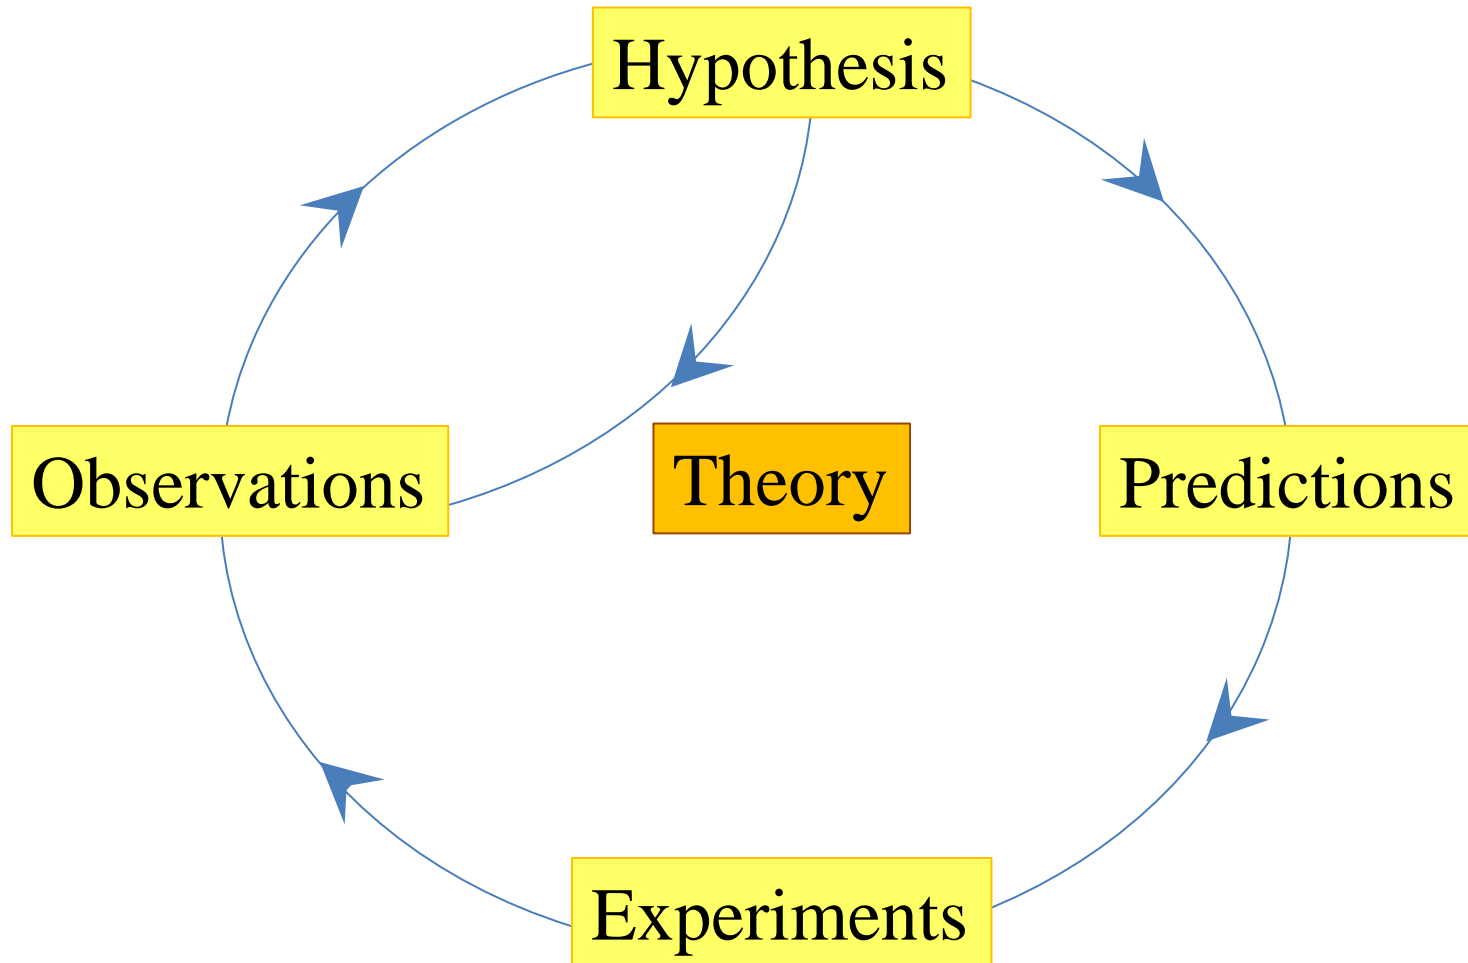 Hypothesis
Observations
Theory
Predictions
Experiments